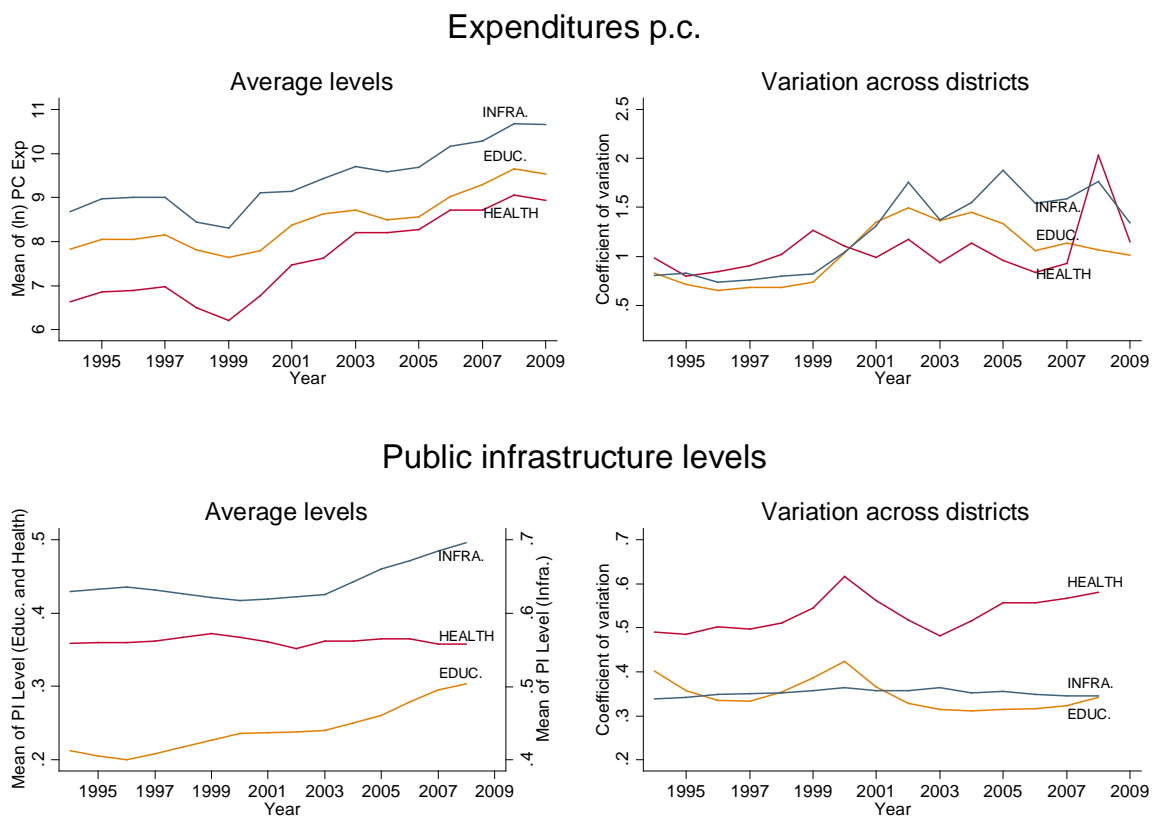 Expenditures p.c.
Average levels
Mean of (ln) PC Exp
11
10
9
8
7
6
INFRA.
EDUC.
HEALTH
1995 1997 1999 2001 2003 2005 2007 2009
Year
Variation across districts
Coefficient of variation
2.5
2
1.5
1
.5
INFRA.
EDUC.
HEALTH
1995 1997 1999 2001 2003 2005 2007 2009
Year
Public infrastructure levels
Average levels
Mean of PI Level (Educ. and Health)
.5
.4
.3
.2
INFRA.
HEALTH
EDUC.
.7
.6
.5
.4
Mean of PI Level (Infra.)
1995 1997 1999 2001 2003 2005 2007 2009
Year
Variation across districts
Coefficient of variation
.7
.6
.5
.4
.3
.2
HEALTH
INFRA.
EDUC.
1995 1997 1999 2001 2003 2005 2007 2009
Year